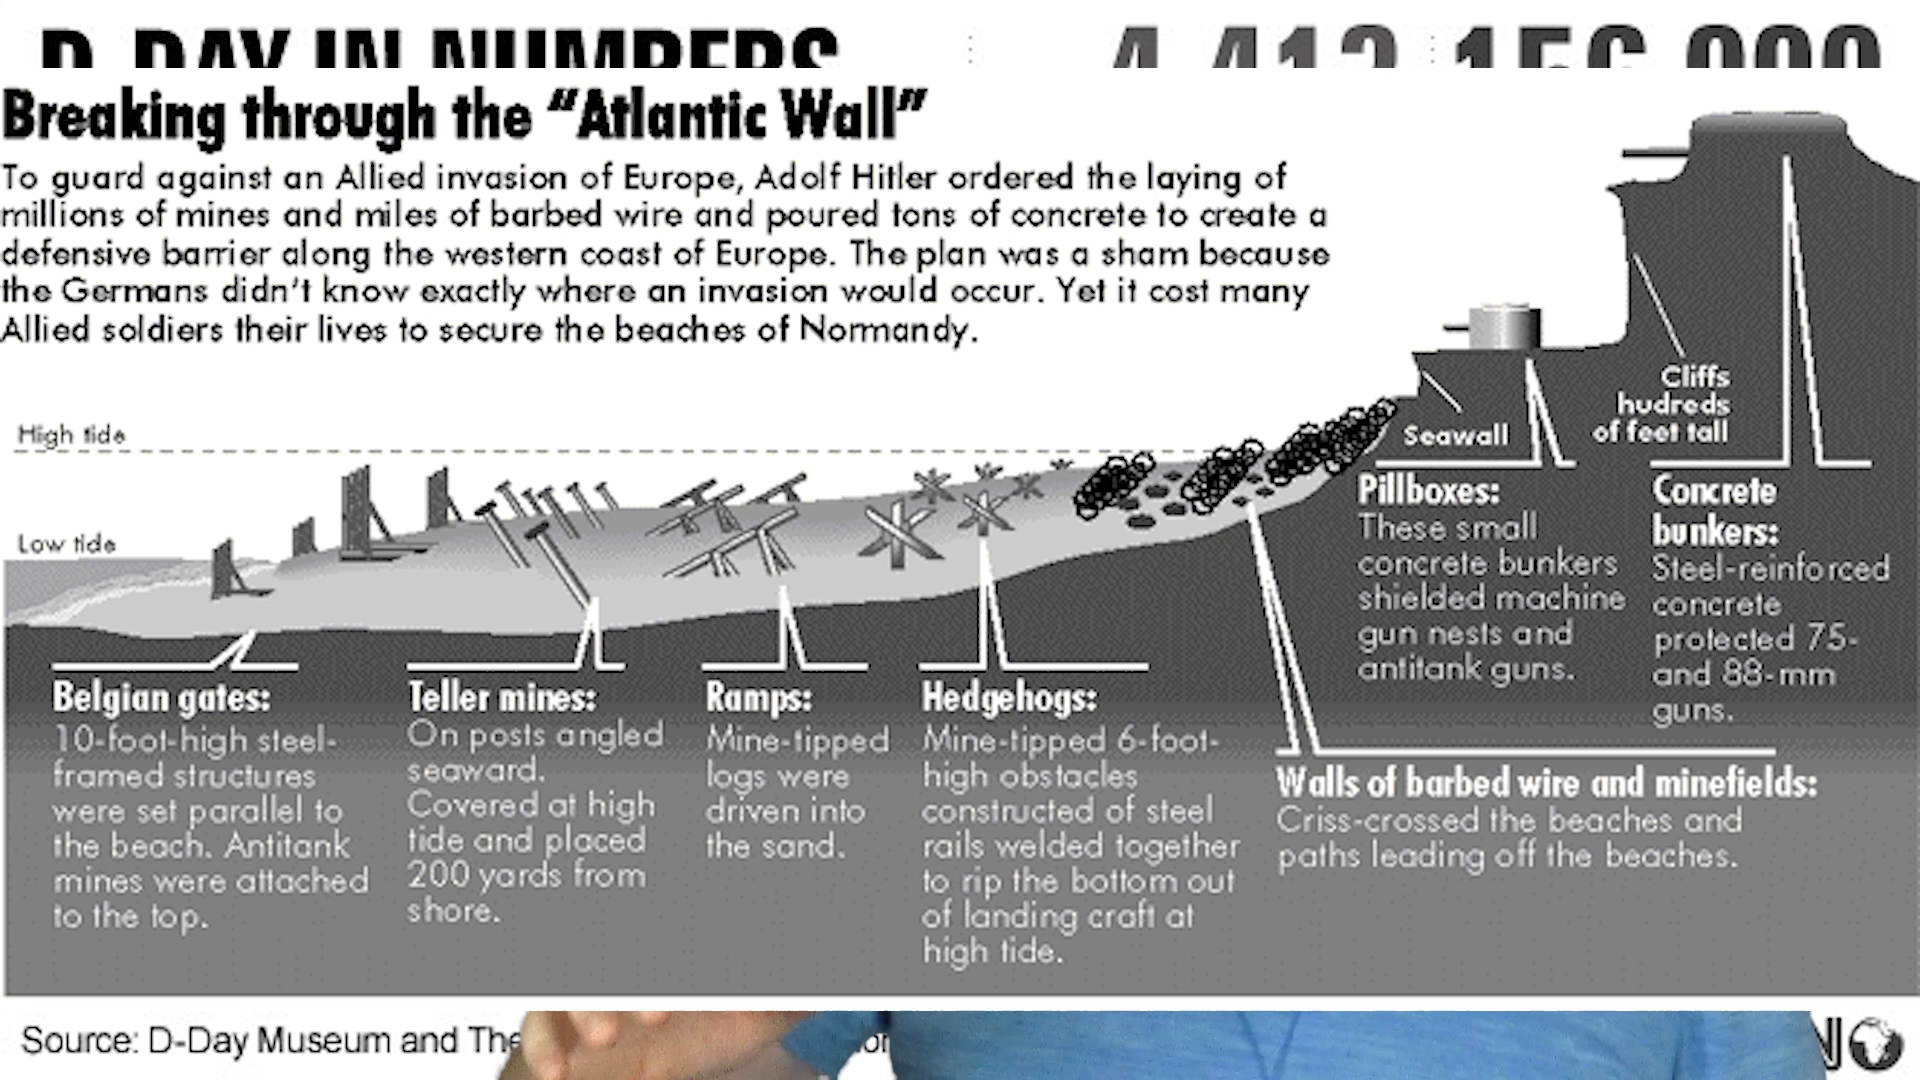 D-DAY IN NUMBERS
4,413 156,000
Breaking through the “Atlantic Wall”
To guard against an Allied invasion of Europe, Adolf Hitler ordered the laying of
millions of mines and miles of barbed wire and poured tons of concrete to create a
defensive barrier along the western coast of Europe. The plan was a sham because
the Germans didn’t know exactly where an invasion would occur. Yet it cost many
Allied soldiers their lives to secure the beaches of Normandy.
High tide
Low tide
Seawall
Cliffs
hudreds
of feet tall
Belgian gates:
10-foot-high steel-
framed structures
were set parallel to
the beach. Antitank
mines were attached
to the top.
Teller mines:
On posts angled
seaward.
Covered at high
tide and placed
200 yards from
shore.
Ramps:
Mine-tipped
logs were
driven into
the sand.
Hedgehogs:
Mine-tipped 6-foot-
high obstacles
constructed of steel
rails welded together
to rip the bottom out
of landing craft at
high tide.
Pillboxes:
These small
concrete bunkers
shielded machine
gun nests and
antitank guns.
Concrete
bunkers:
Steel-reinforced
concrete
protected 75-
and 88-mm
guns.
Walls of barbed wire and minefields:
Criss-crossed the beaches and
paths leading off the beaches.
Source: D-Day Museum and The